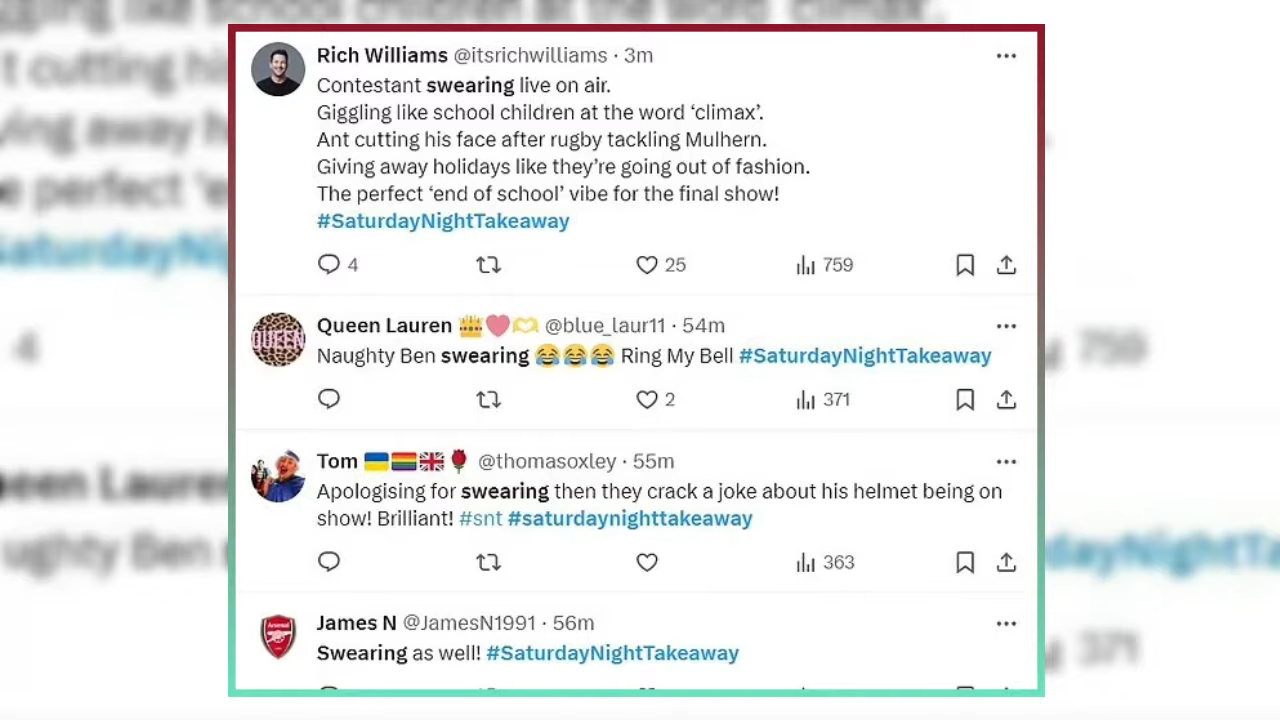 Rich Williams @itsrichwilliams · 3m
Contestant swearing live on air.
Giggling like school children at the word ‘climax’.
Ant cutting his face after rugby tackling Mulhern.
Giving away holidays like they’re going out of fashion.
The perfect ‘end of school’ vibe for the final show!
#SaturdayNightTakeaway
4 25 759
QUEEN
Queen Lauren 👑🩷🫶 @blue_laur11 · 54m
Naughty Ben swearing 😂😂😂 Ring My Bell #SaturdayNightTakeaway
2 371
Tom 🇺🇦🏳️‍🌈🇬🇧🌹 @thomasoxley · 55m
Apologising for swearing then they crack a joke about his helmet being on
show! Brilliant! #snt #saturdaynighttakeaway
363
Arsenal
James N @JamesN1991 · 56m
Swearing as well! #SaturdayNightTakeaway